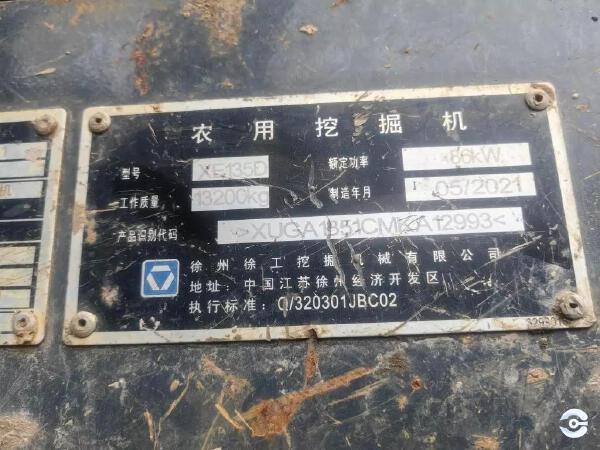 农用挖掘机
型号 XE135D 额定功率 66kW
工作质量 13200kg 制造年月 05/2021
产品识别代码
徐州徐工挖掘机械有限公司
地址：中国江苏徐州经济开发区
执行标准：Q/320301JBC02
机